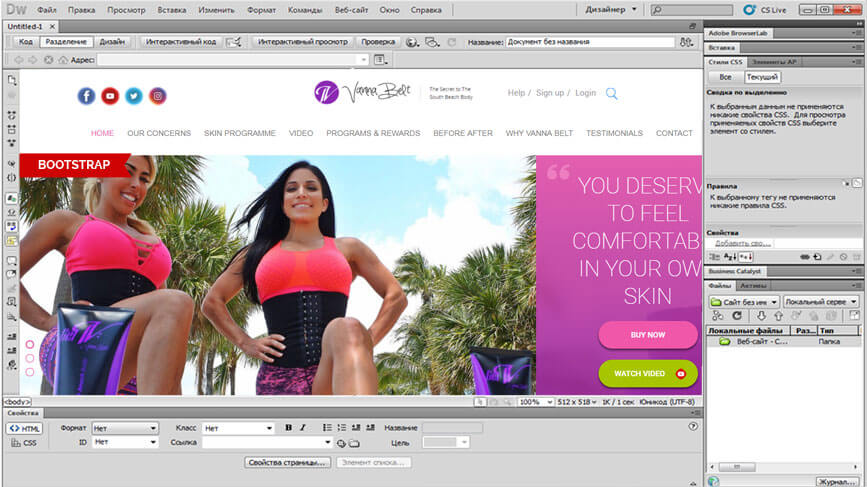 Dw Файл Правка Просмотр Вставка Изменить Формат Команды Веб-сайт Окно Справка Дизайнер CS Live
Untitled-1
Код Разделение Дизайн Интерактивный код Интерактивный просмотр Проверка Название: Документ без названия
Адрес:
Adobe BrowserLab
Вставка
Стили CSS Элементы AP
Все Текущий
Сводка по выделению
К выбранным данным не применяются
никакие свойства CSS. Для просмотра
применяемых свойств CSS выберите
элемент со стилем.
Правила
К выбранному тегу не применяются
никакие правила CSS.
Свойства
Добавить сво...
Business Catalyst
Файлы Активы
Сайт без им Локальный серве
Локальные файлы Раз... Тип
Веб-сайт - С... Папка
Журнал...
Vanna Belt
The Secret to The
South Beach Body
Help / Sign up / Login
HOME OUR CONCERNS SKIN PROGRAMME VIDEO PROGRAMS & REWARDS BEFORE AFTER WHY VANNA BELT TESTIMONIALS CONTACT
BOOTSTRAP
YOU DESERV
TO FEEL
COMFORTAB
IN YOUR OW
SKIN
BUY NOW
WATCH VIDEO
<body> 100% 512 x 518 1K / 1 сек Юникод (UTF-8)
Свойства
HTML Формат Нет Класс Нет B I Название
CSS ID Нет Ссылка Цель
Свойства страницы... Элемент списка...